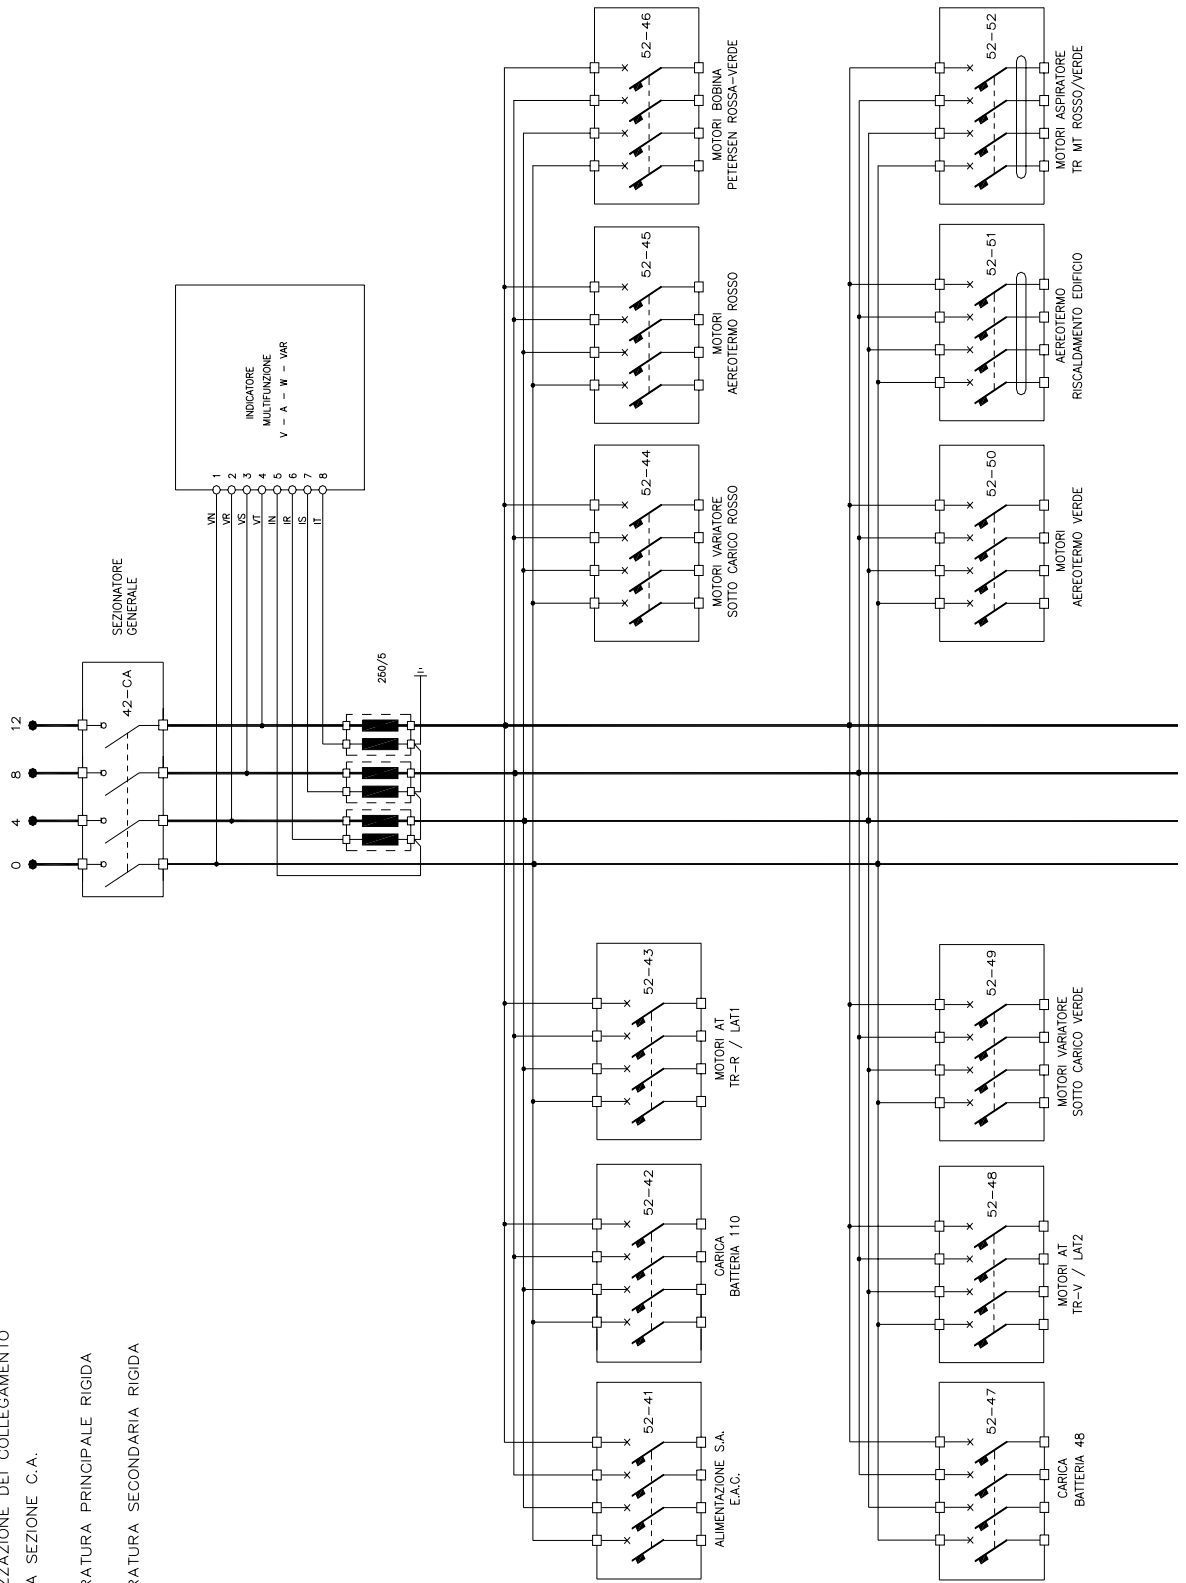 ZZAZIONE DEI COLLEGAMENTO
A SEZIONE C.A.
RATURA PRINCIPALE RIGIDA
RATURA SECONDARIA RIGIDA
0
4
8
12
42-CA
SEZIONATORE
GENERALE
INDICATORE
MULTIFUNZIONE
V - A - W - VAR
1
2
3
4
5
6
7
8
VN
VR
VS
VT
IN
IR
IS
IT
250/5
52-41
ALIMENTAZIONE S.A.
E.A.C.
52-42
CARICA
BATTERIA 110
52-43
MOTORI AT
TR-R / LAT1
52-44
MOTORI VARIATORE
SOTTO CARICO ROSSO
52-45
MOTORI
AEREOTERMO ROSSO
52-46
MOTORI BOBINA
PETERSEN ROSSA-VERDE
52-47
CARICA
BATTERIA 48
52-48
MOTORI AT
TR-V / LAT2
52-49
MOTORI VARIATORE
SOTTO CARICO VERDE
52-50
MOTORI
AEREOTERMO VERDE
52-51
AEREOTERMO
RISCALDAMENTO EDIFICIO
52-52
MOTORI ASPIRATORE
TR MT ROSSO/VERDE